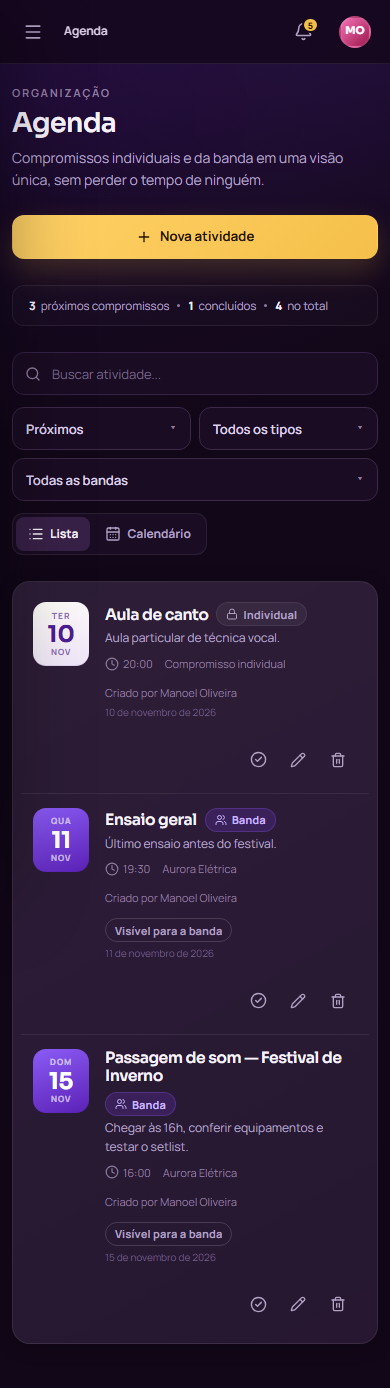 Agenda
5
MO
ORGANIZAÇÃO
Agenda
Compromissos individuais e da banda em uma visão
única, sem perder o tempo de ninguém.
+ Nova atividade
3 próximos compromissos • 1 concluídos • 4 no total
Buscar atividade...
Próximos
Todos os tipos
Todas as bandas
Lista
Calendário
TER
10
NOV
Aula de canto
Individual
Aula particular de técnica vocal.
20:00 Compromisso individual
Criado por Manoel Oliveira
10 de novembro de 2026
QUA
11
NOV
Ensaio geral
Banda
Último ensaio antes do festival.
19:30 Aurora Elétrica
Criado por Manoel Oliveira
Visível para a banda
11 de novembro de 2026
DOM
15
NOV
Passagem de som — Festival de
Inverno
Banda
Chegar às 16h, conferir equipamentos e
testar o setlist.
16:00 Aurora Elétrica
Criado por Manoel Oliveira
Visível para a banda
15 de novembro de 2026